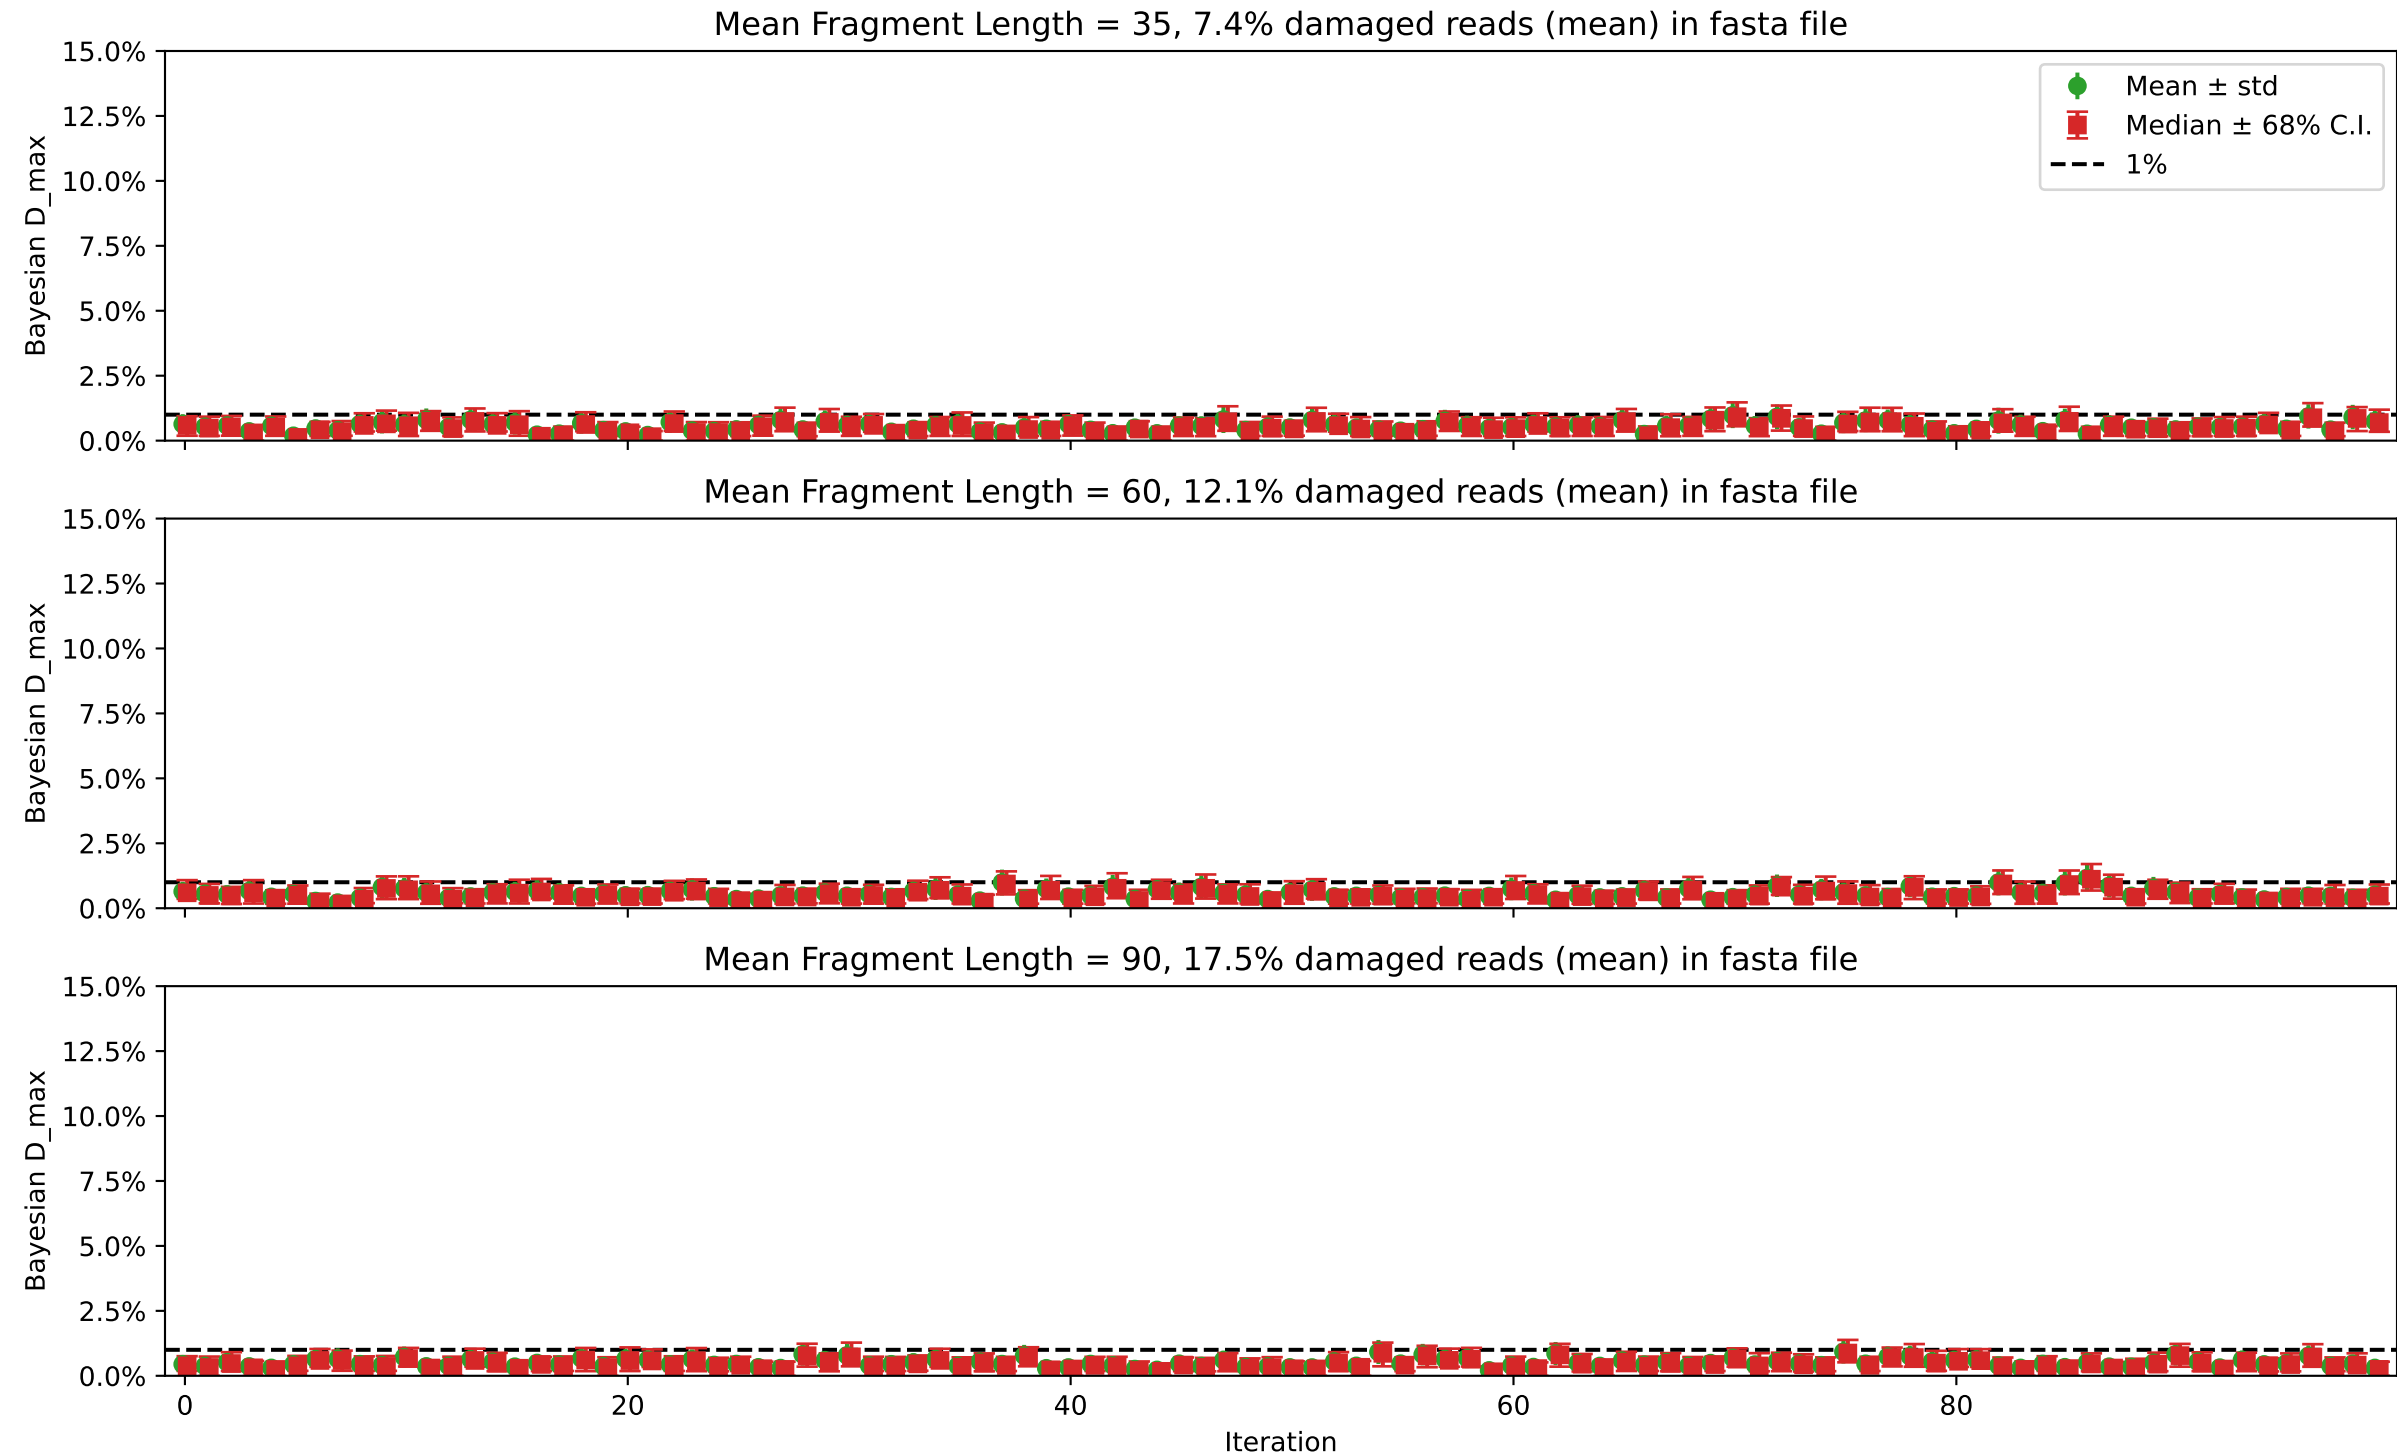 Mean Fragment Length = 35, 7.4% damaged reads (mean) in fasta file
15.0%
12.5%
10.0%
7.5%
5.0%
2.5%
0.0%
Bayesian D_max
Mean ± std
Median ± 68% C.I.
1%
Mean Fragment Length = 60, 12.1% damaged reads (mean) in fasta file
15.0%
12.5%
10.0%
7.5%
5.0%
2.5%
0.0%
Bayesian D_max
Mean Fragment Length = 90, 17.5% damaged reads (mean) in fasta file
15.0%
12.5%
10.0%
7.5%
5.0%
2.5%
0.0%
Bayesian D_max
0 20 40 60 80
Iteration